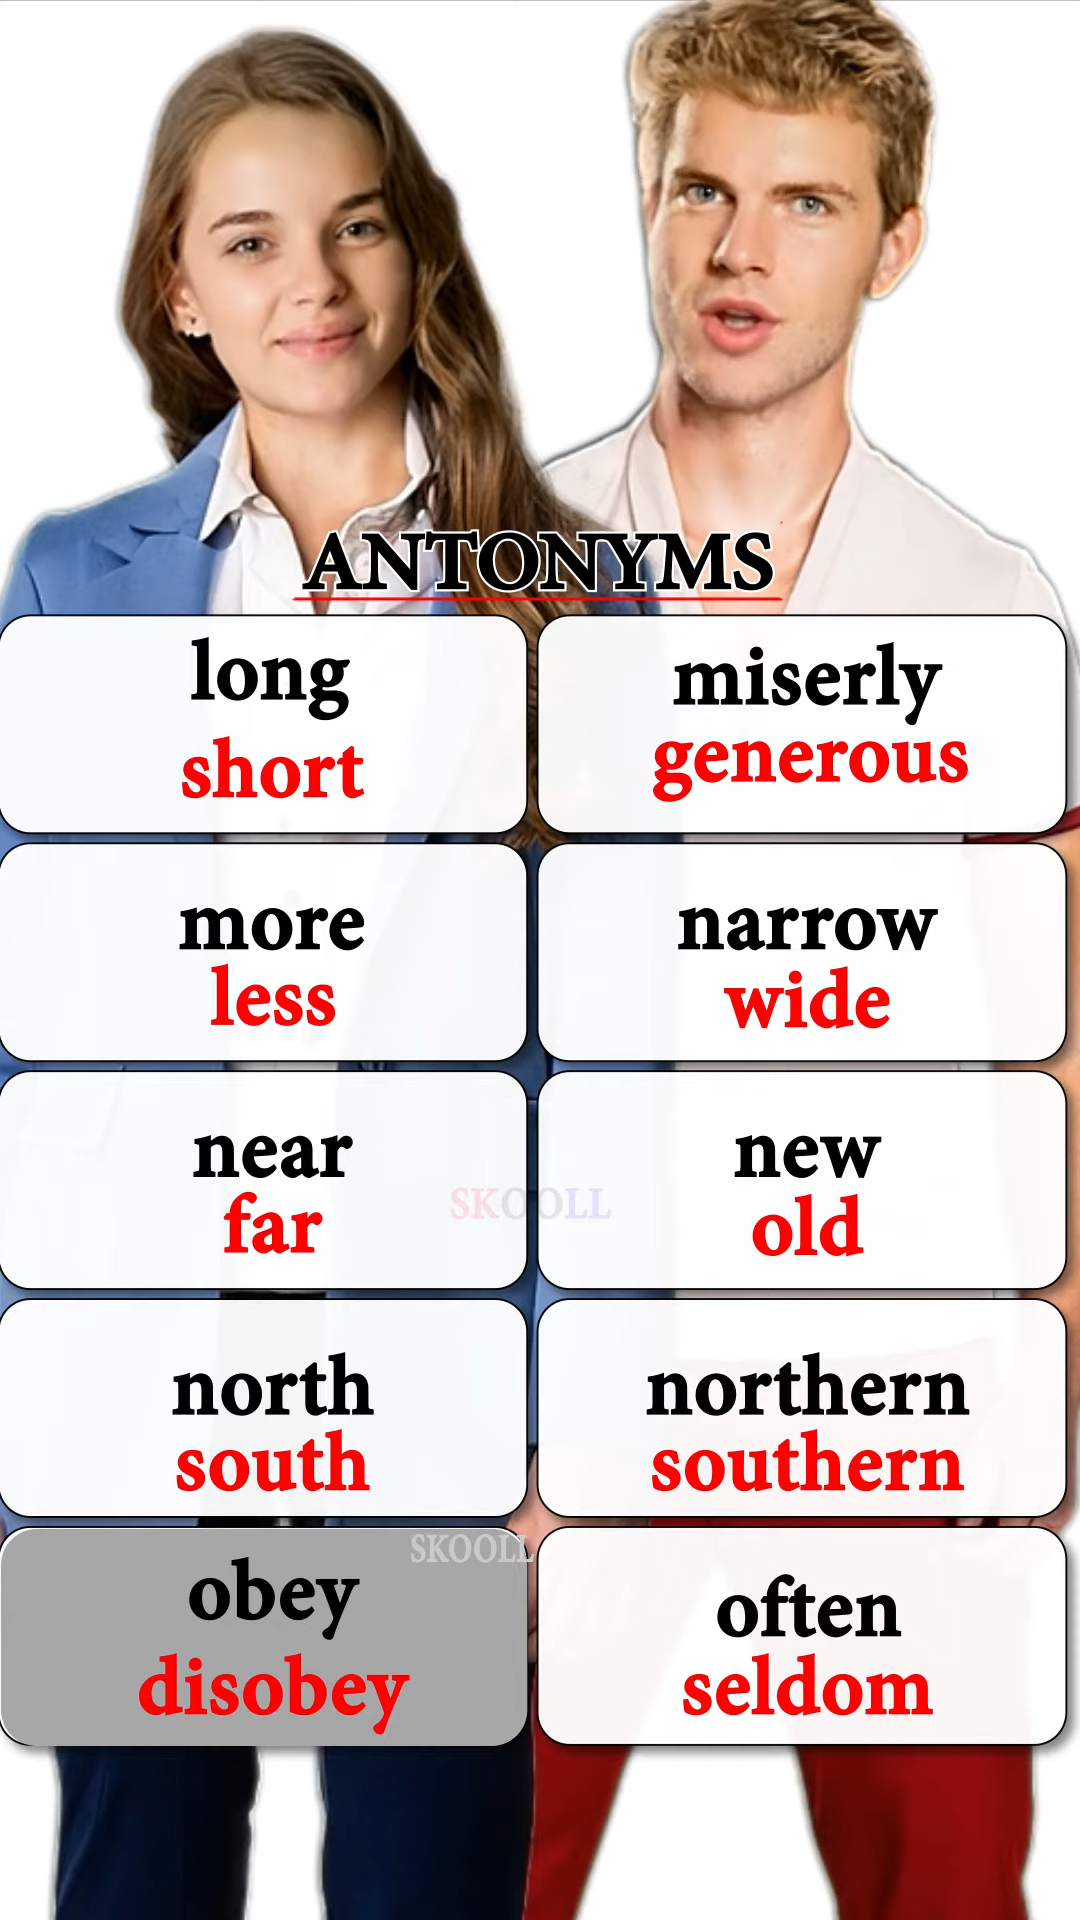 ANTONYMS
long
short
miserly
generous
more
less
narrow
wide
near
far
new
old
SKOOLL
north
south
northern
southern
SKOOLL
obey
disobey
often
seldom